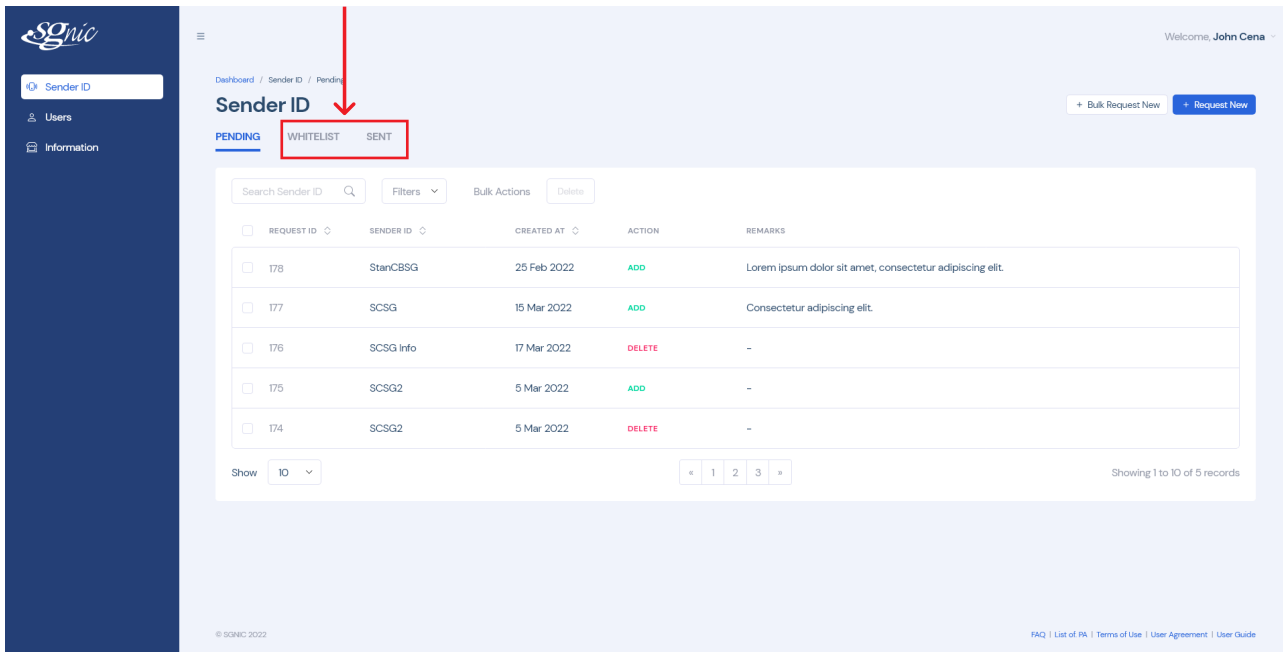 sgnic
Welcome, John Cena
Sender ID
Users
Information
Dashboard / Sender ID / Pending
Sender ID
+ Bulk Request New
+ Request New
PENDING WHITELIST SENT
Search Sender ID Filters Bulk Actions Delete
REQUEST ID SENDER ID CREATED AT ACTION REMARKS
178 StanCBSG 25 Feb 2022 ADD Lorem ipsum dolor sit amet, consectetur adipiscing elit.
177 SCSG 15 Mar 2022 ADD Consectetur adipiscing elit.
176 SCSG Info 17 Mar 2022 DELETE -
175 SCSG2 5 Mar 2022 ADD -
174 SCSG2 5 Mar 2022 DELETE -
Show 10 « 1 2 3 » Showing 1 to 10 of 5 records
© SGNIC 2022 FAQ | List of PA | Terms of Use | User Agreement | User Guide